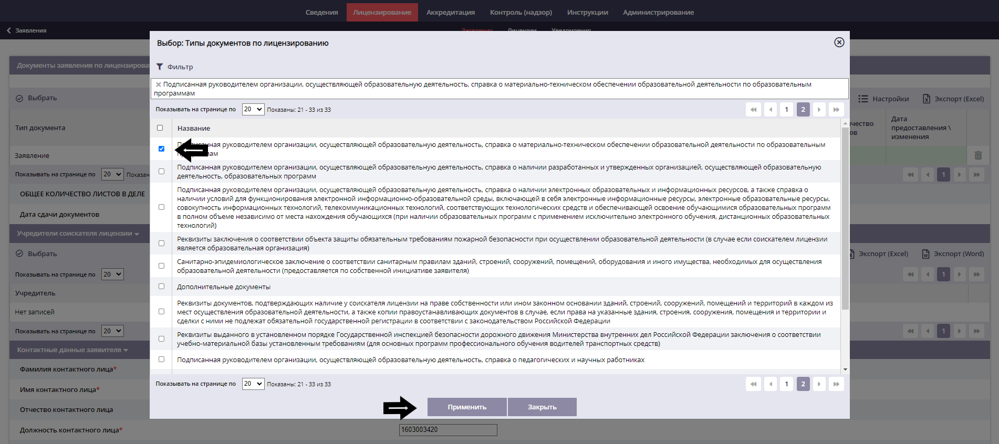 Сведения
Лицензирование
Аккредитация
Контроль (надзор)
Инструкции
Администрирование
Заявления
Заявления
Лицензии
Уведомления
Выбор: Типы документов по лицензированию
Фильтр
Подписанная руководителем организации, осуществляющей образовательную деятельность, справка о материально-техническом обеспечении образовательной деятельности по образовательным
программам
Показывать на странице по 20 Показаны: 21 - 33 из 33
1 2
Название
руководителем организации, осуществляющей образовательную деятельность, справка о материально-техническом обеспечении образовательной деятельности по образовательным
Подписанная руководителем организации, осуществляющей образовательную деятельность, справка о наличии разработанных и утвержденных организацией, осуществляющей образовательную
деятельность, образовательных программ
Подписанная руководителем организации, осуществляющей образовательную деятельность, справка о наличии электронных образовательных и информационных ресурсов, а также справка о
наличии условий для функционирования электронной информационно-образовательной среды, включающей в себя электронные информационные ресурсы, электронные образовательные ресурсы,
совокупность информационных технологий, телекоммуникационных технологий, соответствующих технологических средств и обеспечивающей освоение обучающимися образовательных программ
в полном объеме независимо от места нахождения обучающихся (при наличии образовательных программ с применением исключительно электронного обучения, дистанционных образовательных
технологий)
Реквизиты заключения о соответствии объекта защиты обязательным требованиям пожарной безопасности при осуществлении образовательной деятельности (в случае если соискателем лицензии
является образовательная организация)
Санитарно-эпидемиологическое заключение о соответствии санитарным правилам зданий, строений, сооружений, помещений, оборудования и иного имущества, необходимых для осуществления
образовательной деятельности (предоставляется по собственной инициативе заявителя)
Дополнительные документы
Реквизиты документов, подтверждающих наличие у соискателя лицензии на праве собственности или ином законном основании зданий, строений, сооружений, помещений и территорий в каждом из
мест осуществления образовательной деятельности, а также копии правоустанавливающих документов в случае, если права на указанные здания, строения, сооружения, помещения и территории и
сделки с ними не подлежат обязательной государственной регистрации в соответствии с законодательством Российской Федерации
Реквизиты выданного в установленном порядке Государственной инспекцией безопасности дорожного движения Министерства внутренних дел Российской Федерации заключения о соответствии
учебно-материальной базы установленным требованиям (для основных программ профессионального обучения водителей транспортных средств)
Подписанная руководителем организации, осуществляющей образовательную деятельность, справка о педагогических и научных работниках
Показывать на странице по 20 Показаны: 21 - 33 из 33
1 2
Применить
Закрыть
Документы заявления по лицензирова
Выбрать
Настройки
Экспорт (Excel)
Тип документа
чество
ов
Дата
предоставления \
изменения
Заявление
Показывать на странице по 20 Показан
1
ОБЩЕЕ КОЛИЧЕСТВО ЛИСТОВ В ДЕЛЕ
Дата сдачи документов
Учредители соискателя лицензии
Выбрать
Экспорт (Excel)
Экспорт (Word)
Показывать на странице по 20
1
Учредитель
Нет записей
Показывать на странице по 20
1
Контактные данные заявителя
Фамилия контактного лица*
Имя контактного лица*
Отчество контактного лица
Должность контактного лица*
1603003420